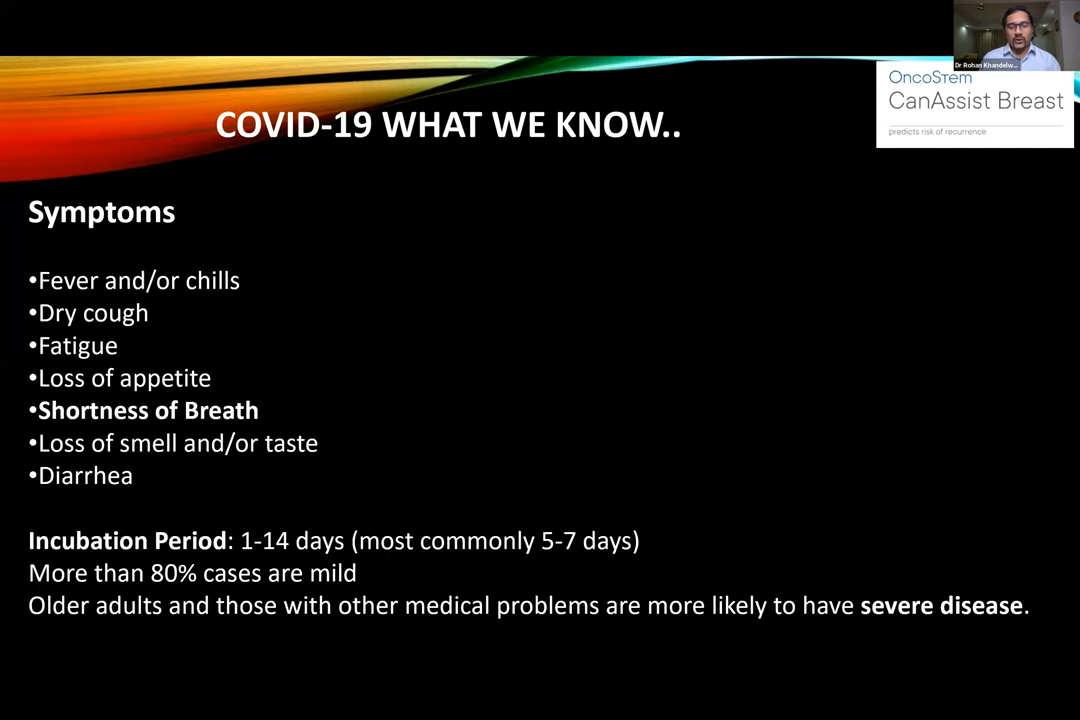 Dr Rohan Khandelw...
OncoStem
CanAssist Breast
predicts risk of recurrence
COVID-19 WHAT WE KNOW..
Symptoms
•Fever and/or chills
•Dry cough
•Fatigue
•Loss of appetite
•Shortness of Breath
•Loss of smell and/or taste
•Diarrhea
Incubation Period: 1-14 days (most commonly 5-7 days)
More than 80% cases are mild
Older adults and those with other medical problems are more likely to have severe disease.